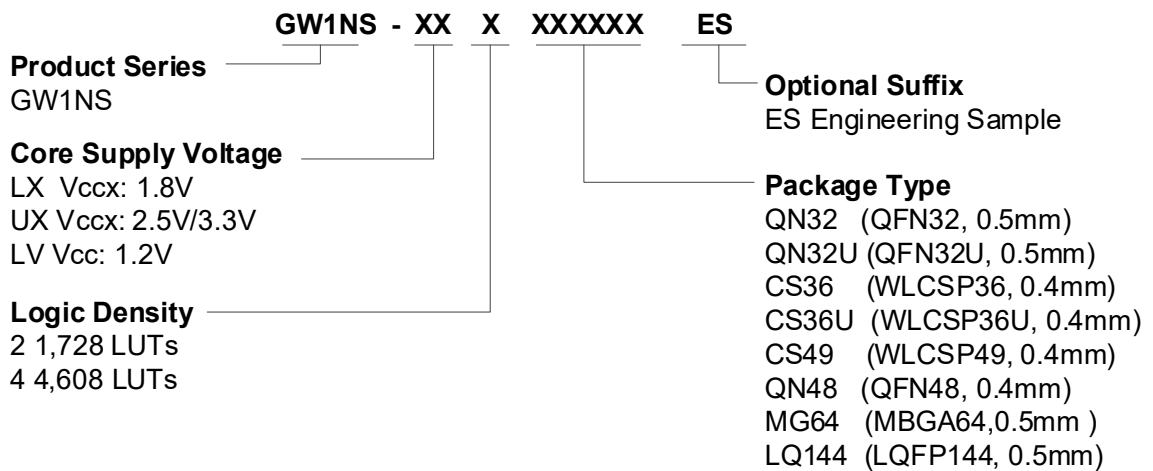 GW1NS - XX X XXXXXX ES
Product Series
GW1NS
Core Supply Voltage
LX Vccx: 1.8V
UX Vccx: 2.5V/3.3V
LV Vcc: 1.2V
Logic Density
2 1,728 LUTs
4 4,608 LUTs
Optional Suffix
ES Engineering Sample
Package Type
QN32 (QFN32, 0.5mm)
QN32U (QFN32U, 0.5mm)
CS36 (WLCSP36, 0.4mm)
CS36U (WLCSP36U, 0.4mm)
CS49 (WLCSP49, 0.4mm)
QN48 (QFN48, 0.4mm)
MG64 (MBGA64,0.5mm )
LQ144 (LQFP144, 0.5mm)